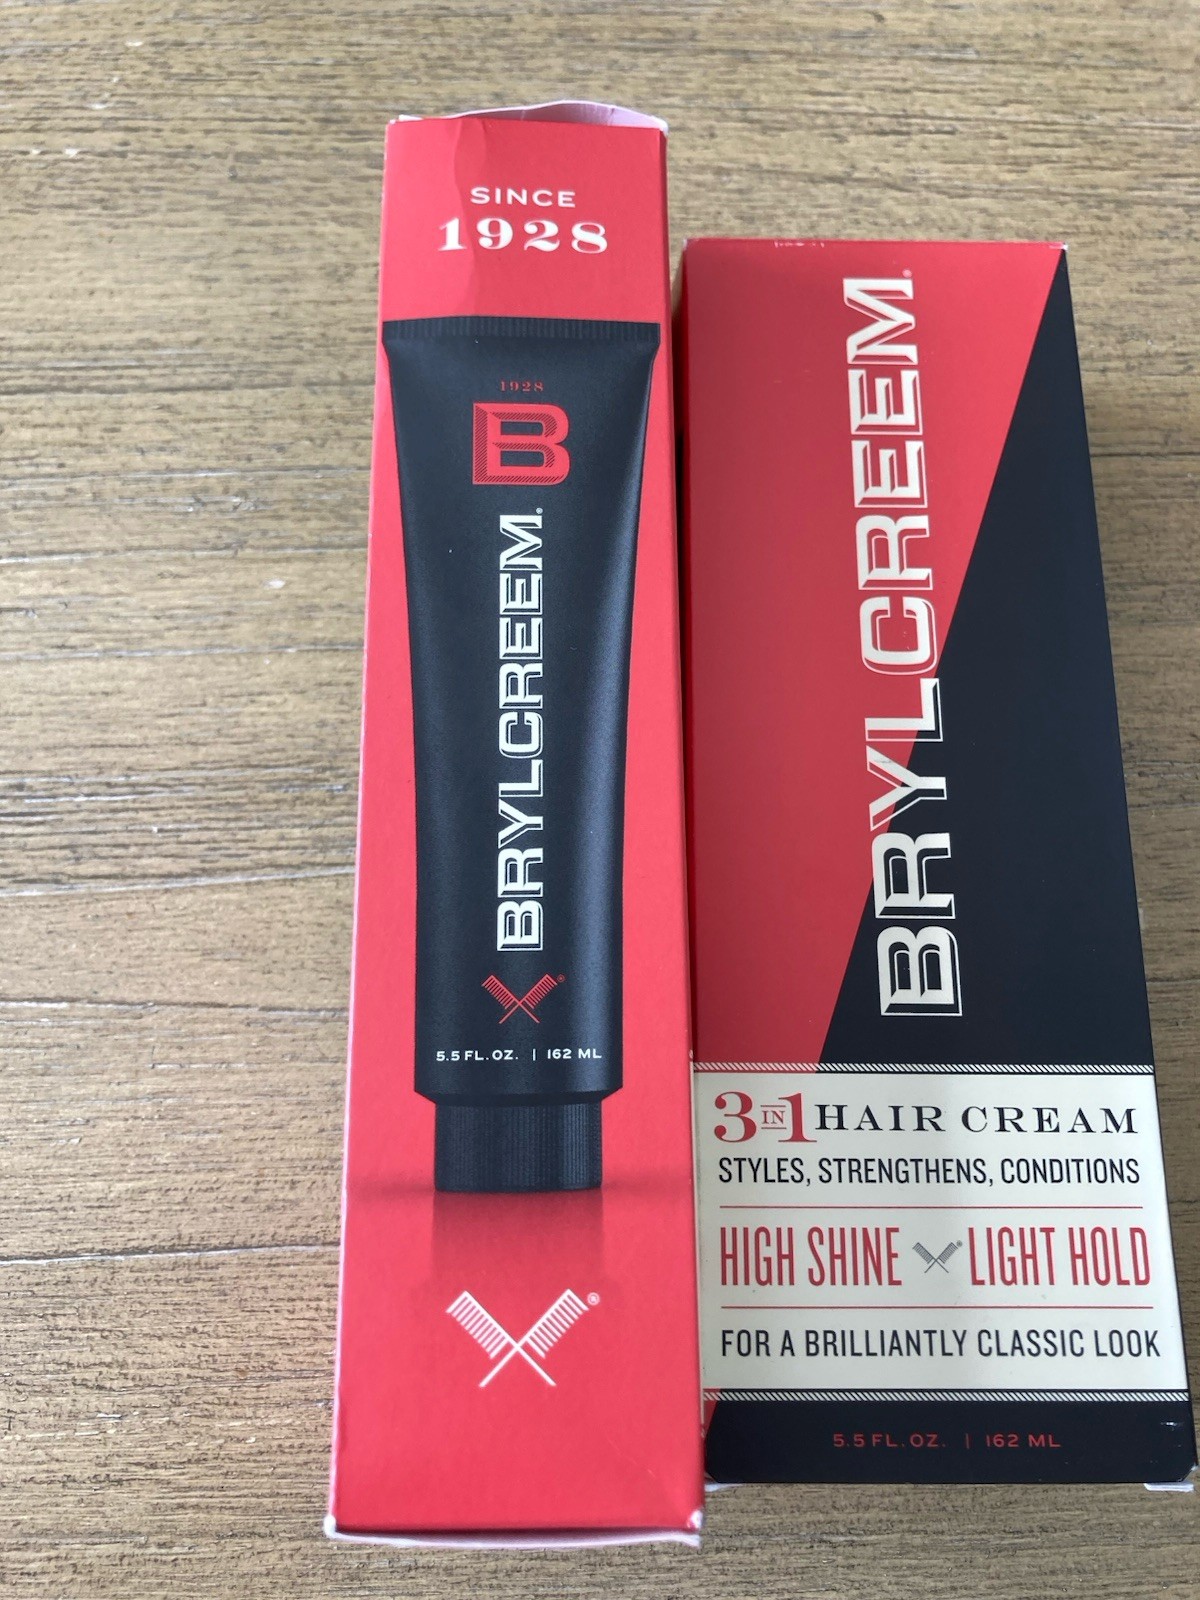 SINCE
1928
1928
B
BRYLCREEM®
5.5 FL. OZ. | 162 ML
BRYLCREEM®
3 IN 1 HAIR CREAM
STYLES, STRENGTHENS, CONDITIONS
HIGH SHINE ® LIGHT HOLD
FOR A BRILLIANTLY CLASSIC LOOK
5.5 FL. OZ. | 162 ML